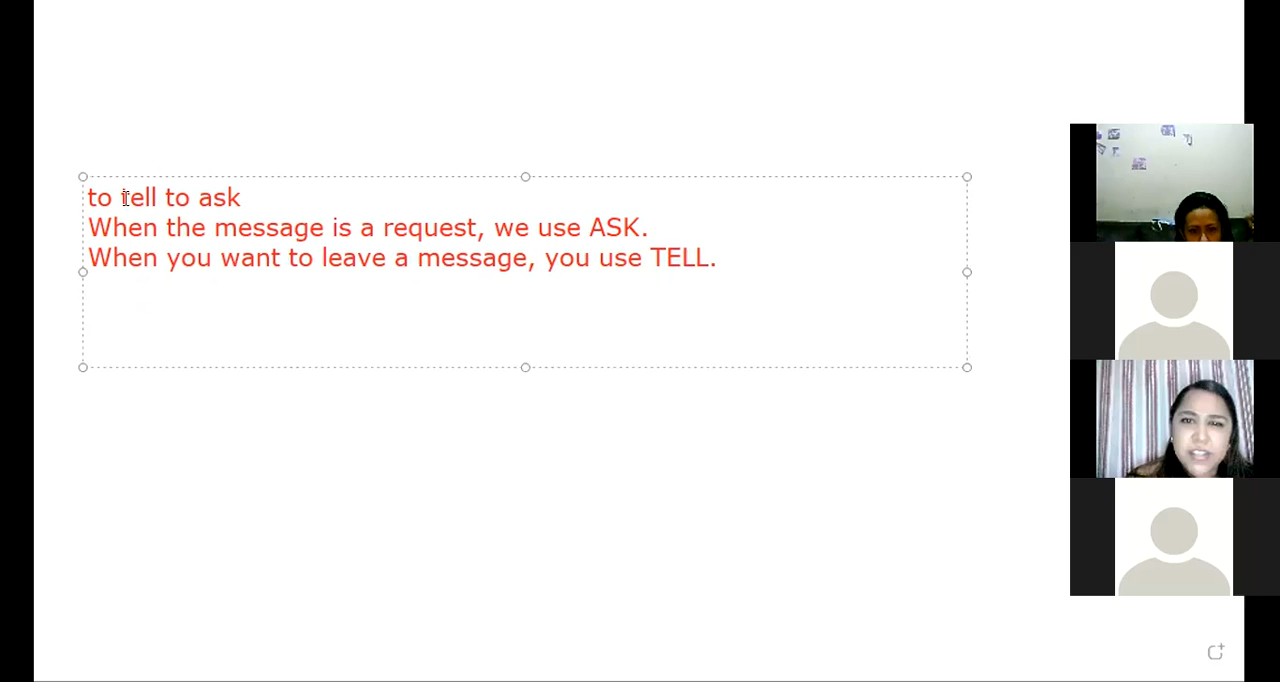 to tell to ask
When the message is a request, we use ASK.
When you want to leave a message, you use TELL.